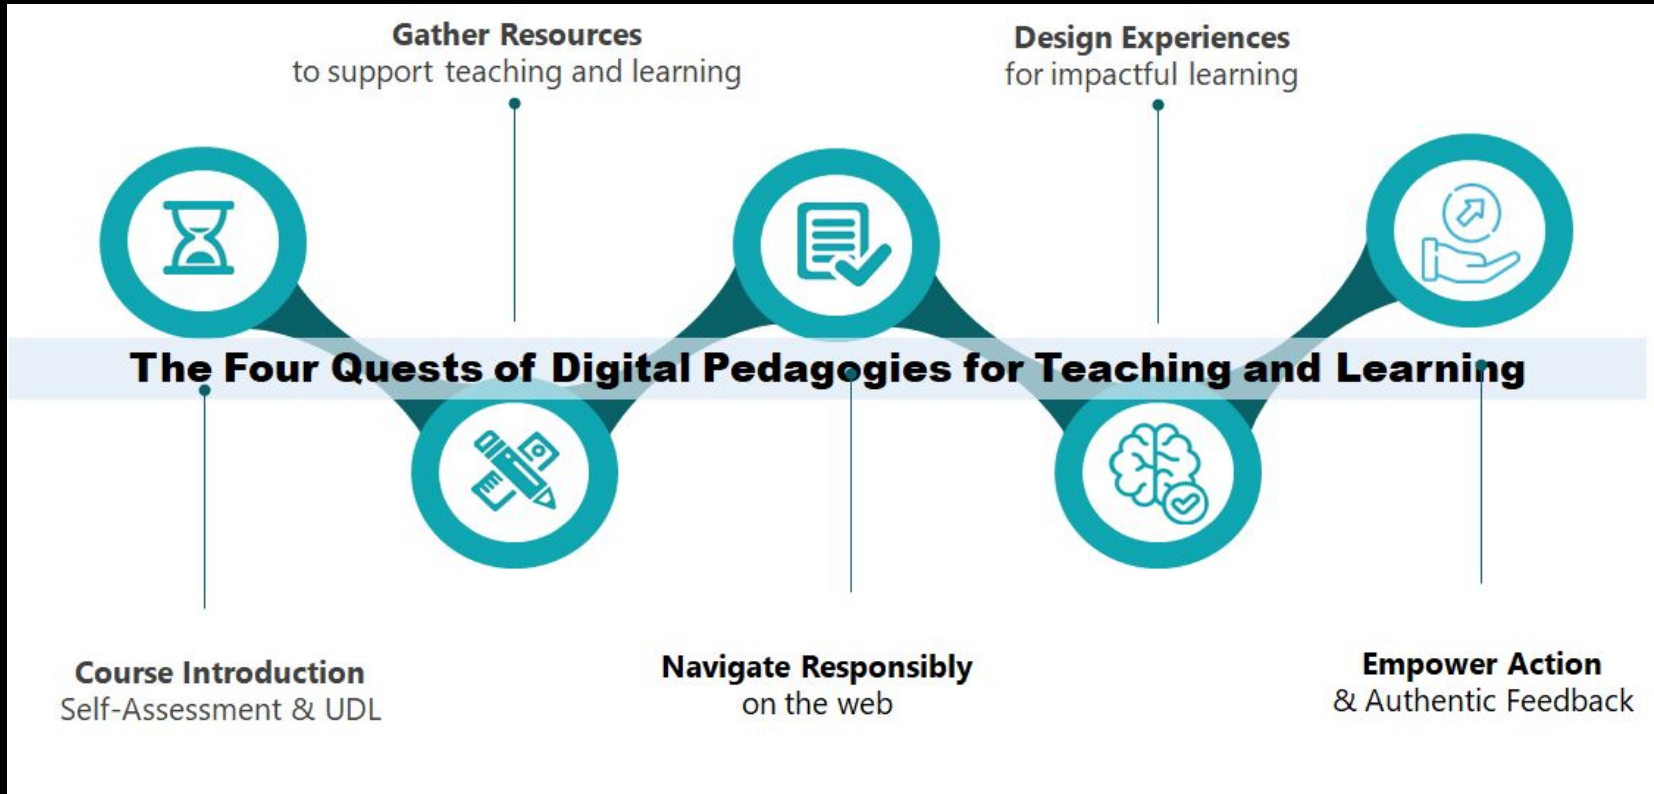 Gather Resources
to support teaching and learning
Design Experiences
for impactful learning
The Four Quests of Digital Pedagogies for Teaching and Learning
Course Introduction
Self-Assessment & UDL
Navigate Responsibly
on the web
Empower Action
& Authentic Feedback